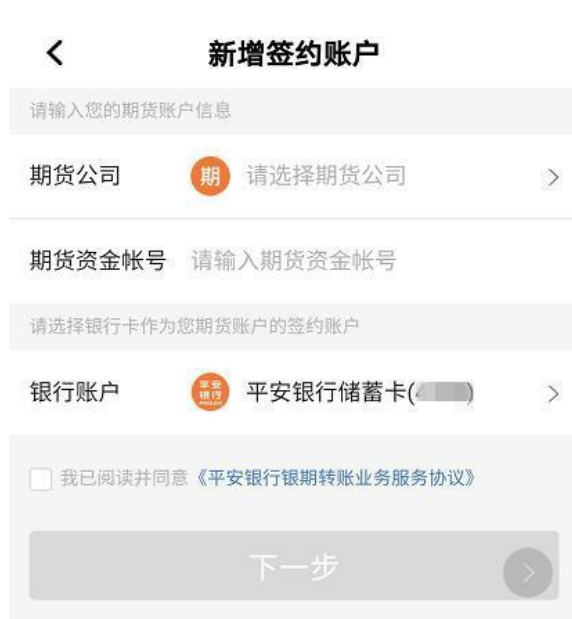 新增签约账户
请输入您的期货账户信息
期货公司 期 请选择期货公司
期货资金帐号 请输入期货资金帐号
请选择银行卡作为您期货账户的签约账户
银行账户 平安银行 平安银行储蓄卡( )
我已阅读并同意《平安银行银期转账业务服务协议》
下一步